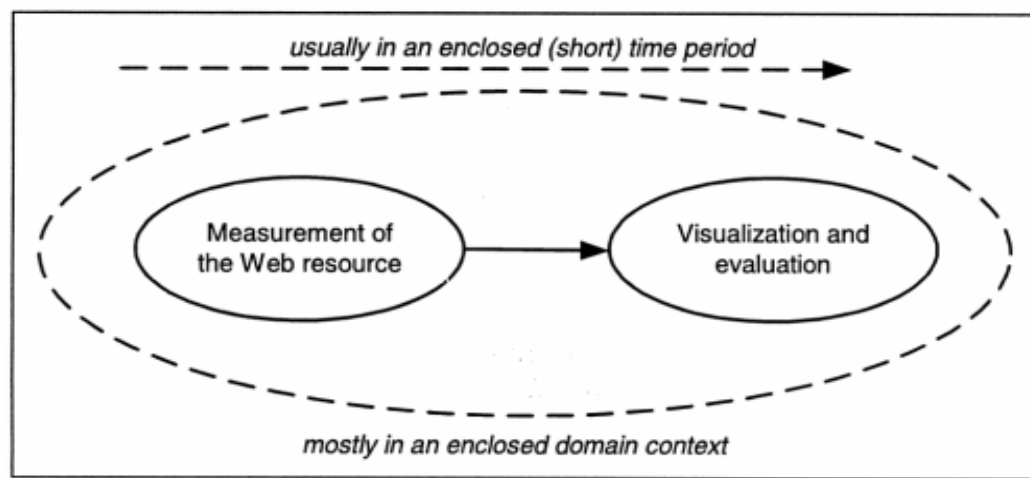 usually in an enclosed (short) time period
Measurement of
the Web resource
Visualization and
evaluation
mostly in an enclosed domain context